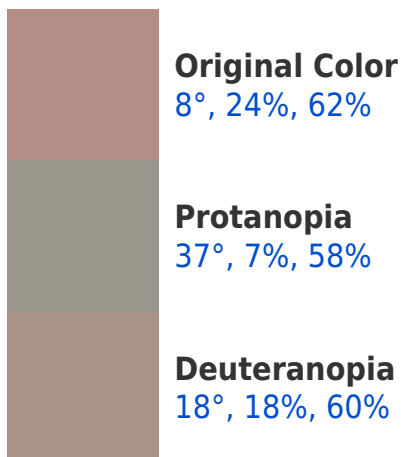 Original Color
8°, 24%, 62%
Protanopia
37°, 7%, 58%
Deuteranopia
18°, 18%, 60%